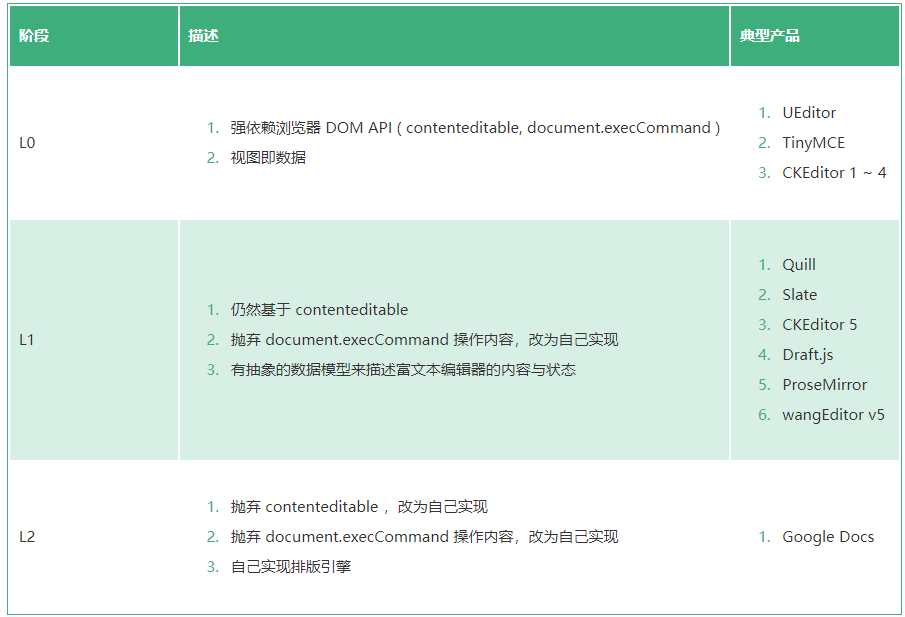 阶段 描述 典型产品
L0
1. 强依赖浏览器 DOM API ( contenteditable, document.execCommand )
2. 视图即数据
1. UEditor
2. TinyMCE
3. CKEditor 1 ~ 4
L1
1. 仍然基于 contenteditable
2. 抛弃 document.execCommand 操作内容，改为自己实现
3. 有抽象的数据模型来描述富文本编辑器的内容与状态
1. Quill
2. Slate
3. CKEditor 5
4. Draft.js
5. ProseMirror
6. wangEditor v5
L2
1. 抛弃 contenteditable ，改为自己实现
2. 抛弃 document.execCommand 操作内容，改为自己实现
3. 自己实现排版引擎
1. Google Docs